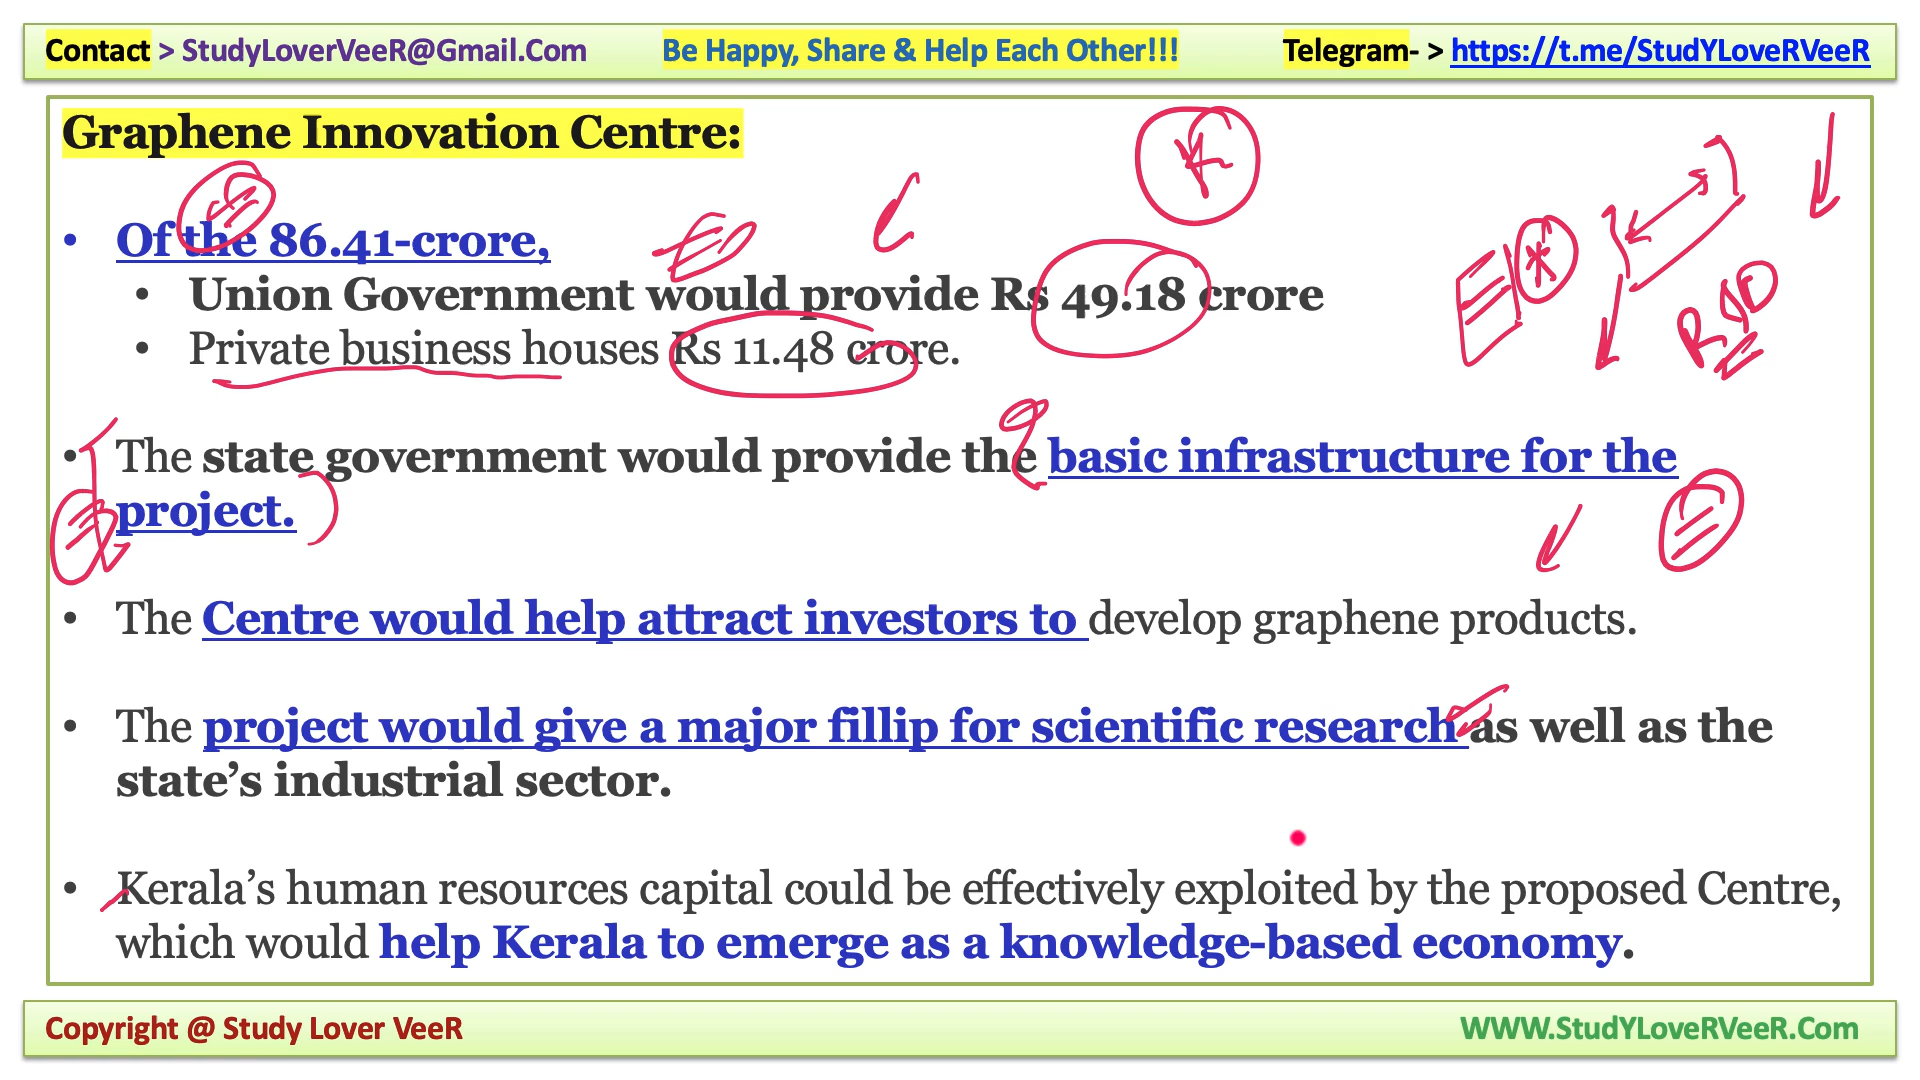 Contact > StudyLoverVeeR@Gmail.Com Be Happy, Share & Help Each Other!!! Telegram- > https://t.me/StudYLoveRVeeR
Graphene Innovation Centre:
• Of the 86.41-crore,
• Union Government would provide Rs 49.18 crore
• Private business houses Rs 11.48 crore.
• The state government would provide the basic infrastructure for the
project.
• The Centre would help attract investors to develop graphene products.
• The project would give a major fillip for scientific research as well as the
state's industrial sector.
• Kerala's human resources capital could be effectively exploited by the proposed Centre,
which would help Kerala to emerge as a knowledge-based economy.
Copyright @ Study Lover VeeR WWW.StudYLoveRVeeR.Com